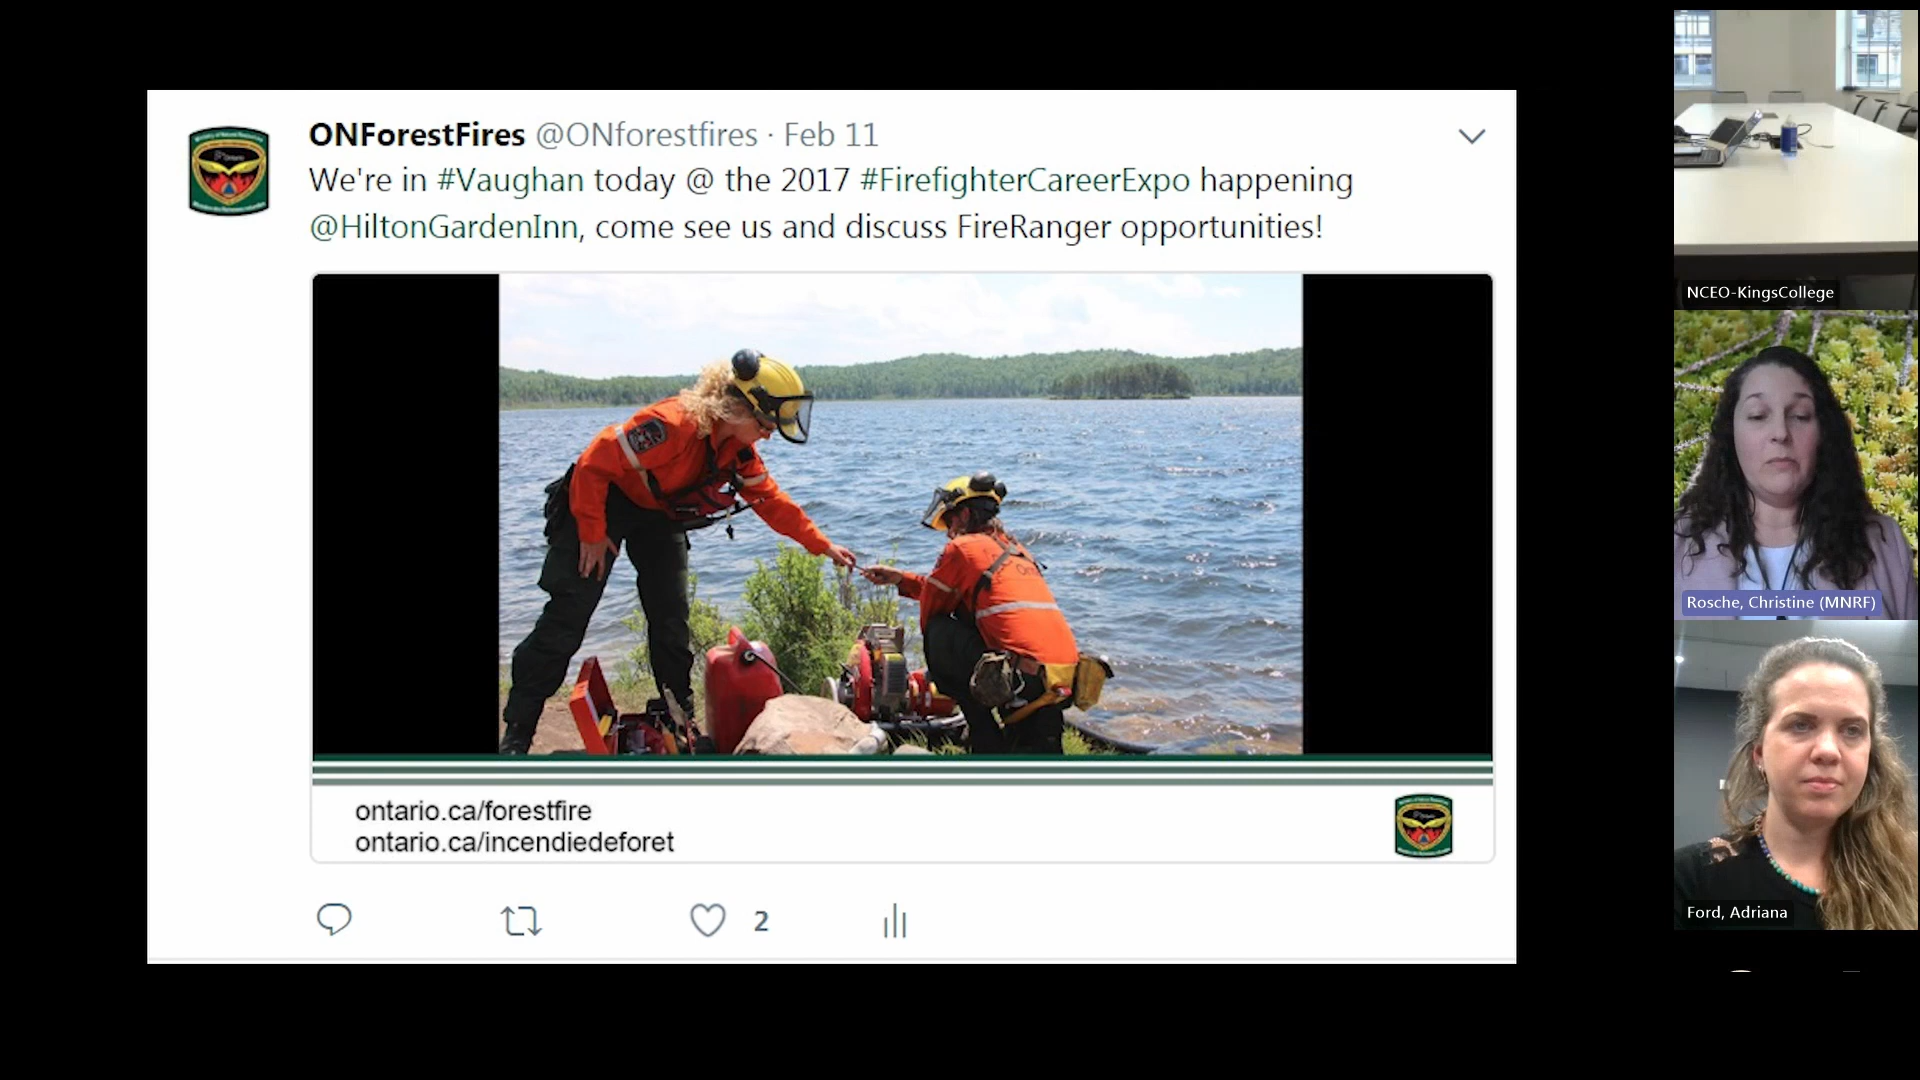 ONForestFires @ONforestfires · Feb 11
We're in #Vaughan today @ the 2017 #FirefighterCareerExpo happening
@HiltonGardenInn, come see us and discuss FireRanger opportunities!
ontario.ca/forestfire
ontario.ca/incendiedeforet
2
NCEO-KingsCollege
Rosche, Christine (MNRF)
Ford, Adriana